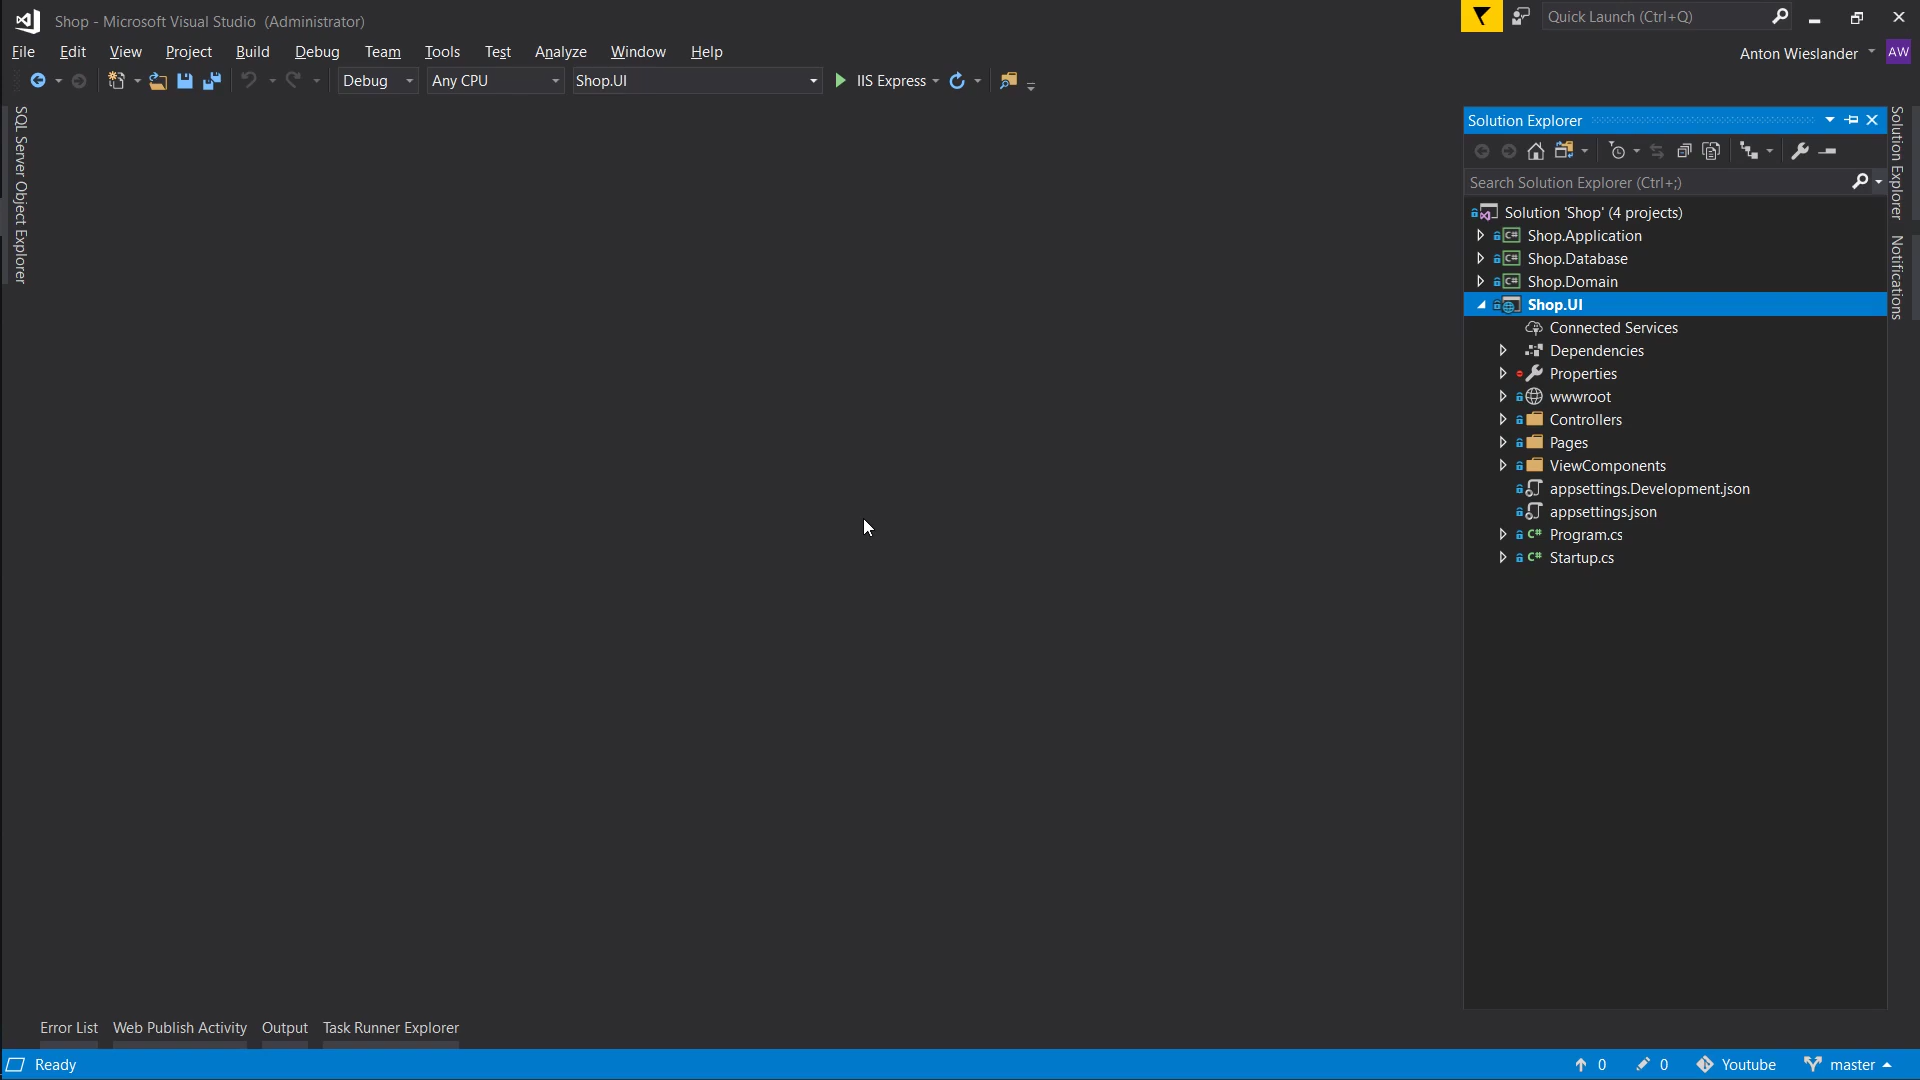 Shop - Microsoft Visual Studio (Administrator)
Quick Launch (Ctrl+Q)
File Edit View Project Build Debug Team Tools Test Analyze Window Help
Anton Wieslander AW
Debug Any CPU Shop.UI IIS Express
SQL Server Object Explorer
Solution Explorer
Search Solution Explorer (Ctrl+;)
Solution 'Shop' (4 projects)
C# Shop.Application
C# Shop.Database
C# Shop.Domain
Shop.UI
Connected Services
Dependencies
Properties
wwwroot
Controllers
Pages
ViewComponents
appsettings.Development.json
appsettings.json
C# Program.cs
C# Startup.cs
Solution Explorer
Notifications
Error List Web Publish Activity Output Task Runner Explorer
Ready 0 0 Youtube master